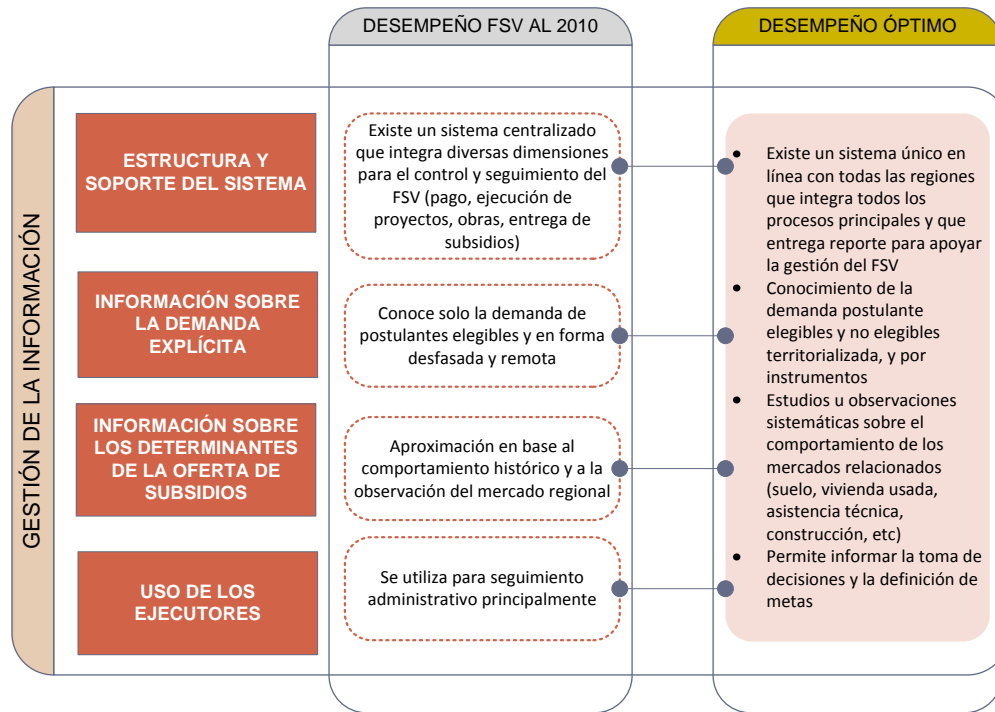 DESEMPEÑO FSV AL 2010
DESEMPEÑO ÓPTIMO
GESTIÓN DE LA INFORMACIÓN
ESTRUCTURA Y
SOPORTE DEL SISTEMA
Existe un sistema centralizado
que integra diversas dimensiones
para el control y seguimiento del
FSV (pago, ejecución de
proyectos, obras, entrega de
subsidios)
INFORMACIÓN SOBRE
LA DEMANDA
EXPLÍCITA
Conoce solo la demanda de
postulantes elegibles y en forma
desfasada y remota
INFORMACIÓN SOBRE
LOS DETERMINANTES
DE LA OFERTA DE
SUBSIDIOS
Aproximación en base al
comportamiento histórico y a la
observación del mercado regional
USO DE LOS
EJECUTORES
Se utiliza para seguimiento
administrativo principalmente
• Existe un sistema único en
línea con todas las regiones
que integra todos los
procesos principales y que
entrega reporte para apoyar
la gestión del FSV
• Conocimiento de la
demanda postulante
elegibles y no elegibles
territorializada, y por
instrumentos
• Estudios u observaciones
sistemáticas sobre el
comportamiento de los
mercados relacionados
(suelo, vivienda usada,
asistencia técnica,
construcción, etc)
• Permite informar la toma de
decisiones y la definición de
metas